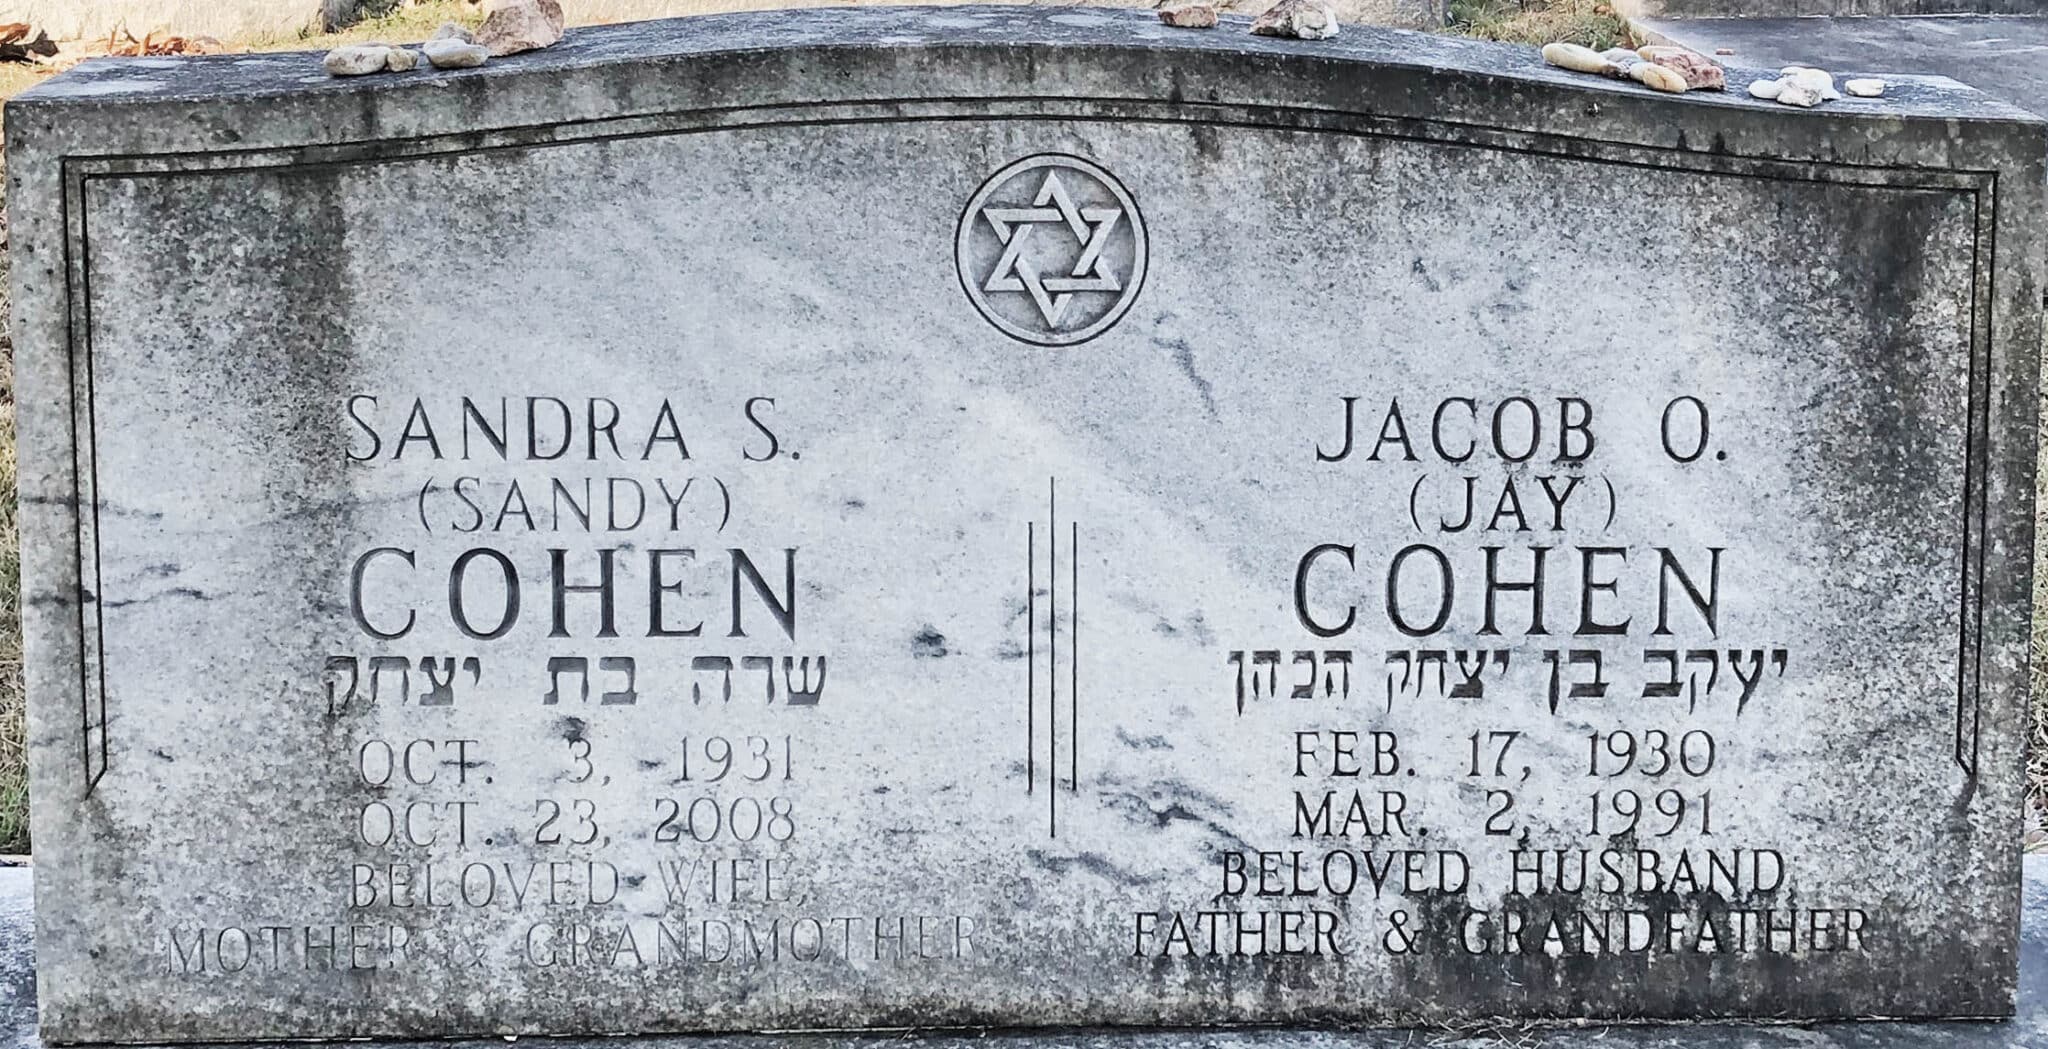 SANDRA S.
(SANDY)
COHEN
שרה בת יצחק
OCT. 3, 1931
OCT. 23, 2008
BELOVED WIFE,
MOTHER & GRANDMOTHER
JACOB O.
(JAY)
COHEN
יעקב בן יצחק הכהן
FEB. 17, 1930
MAR. 2, 1991
BELOVED HUSBAND,
FATHER & GRANDFATHER